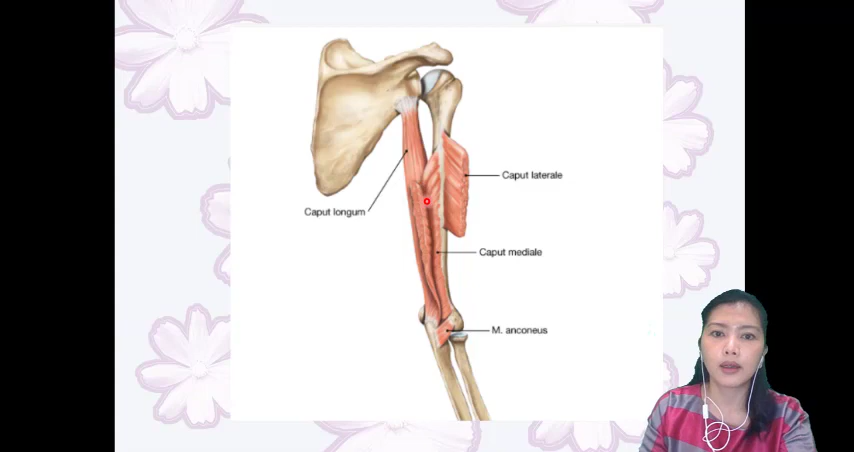 Caput laterale
Caput longum
Caput mediale
M. anconeus